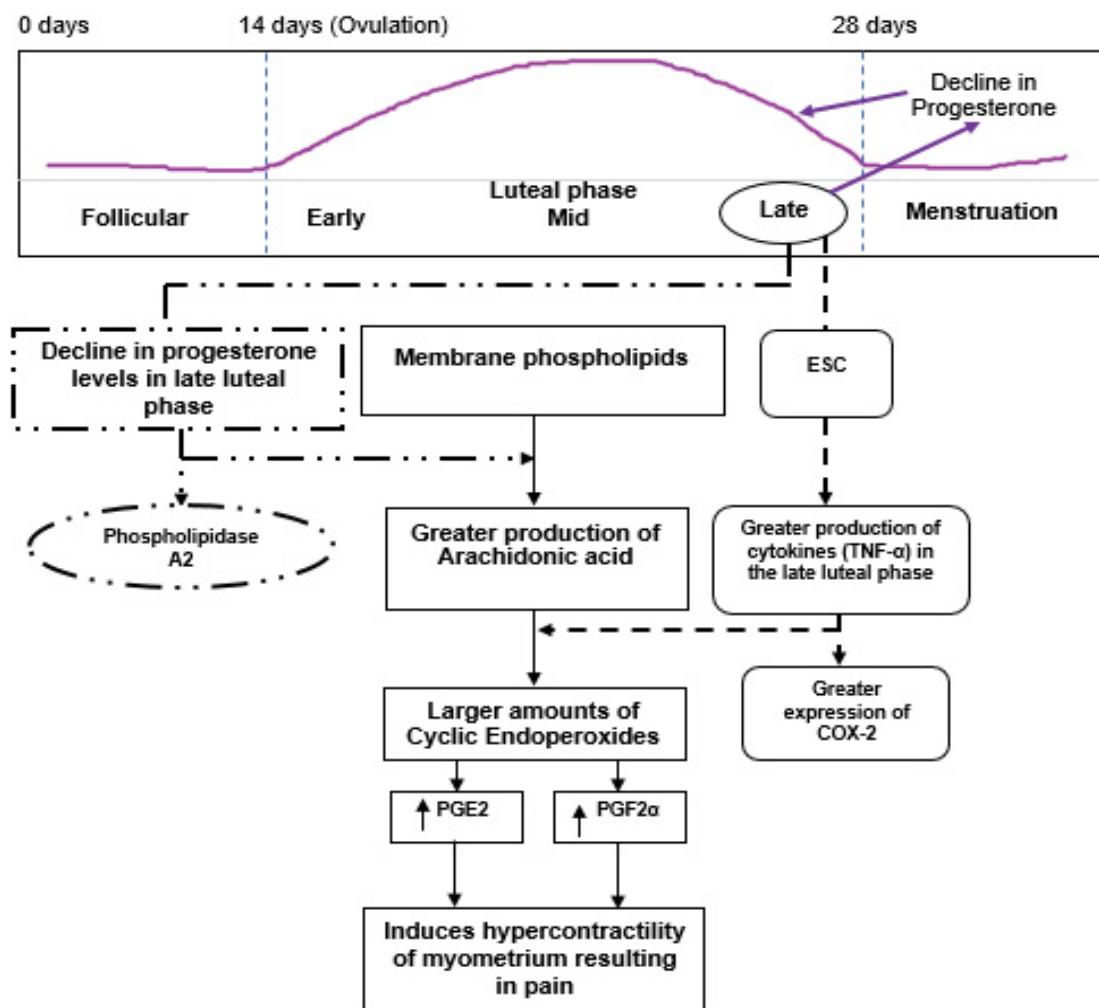 0 days
14 days (Ovulation)
28 days
Decline in
Progesterone
Follicular
Early
Luteal phase
Mid
Late
Menstruation
Decline in progesterone
levels in late luteal
phase
Membrane phospholipids
ESC
Phospholipidase
A2
Greater production of
Arachidonic acid
Greater production of
cytokines (TNF-α) in
the late luteal phase
Larger amounts of
Cyclic Endoperoxides
Greater
expression of
COX-2
PGE2
PGF2α
Induces hypercontractility
of myometrium resulting
in pain